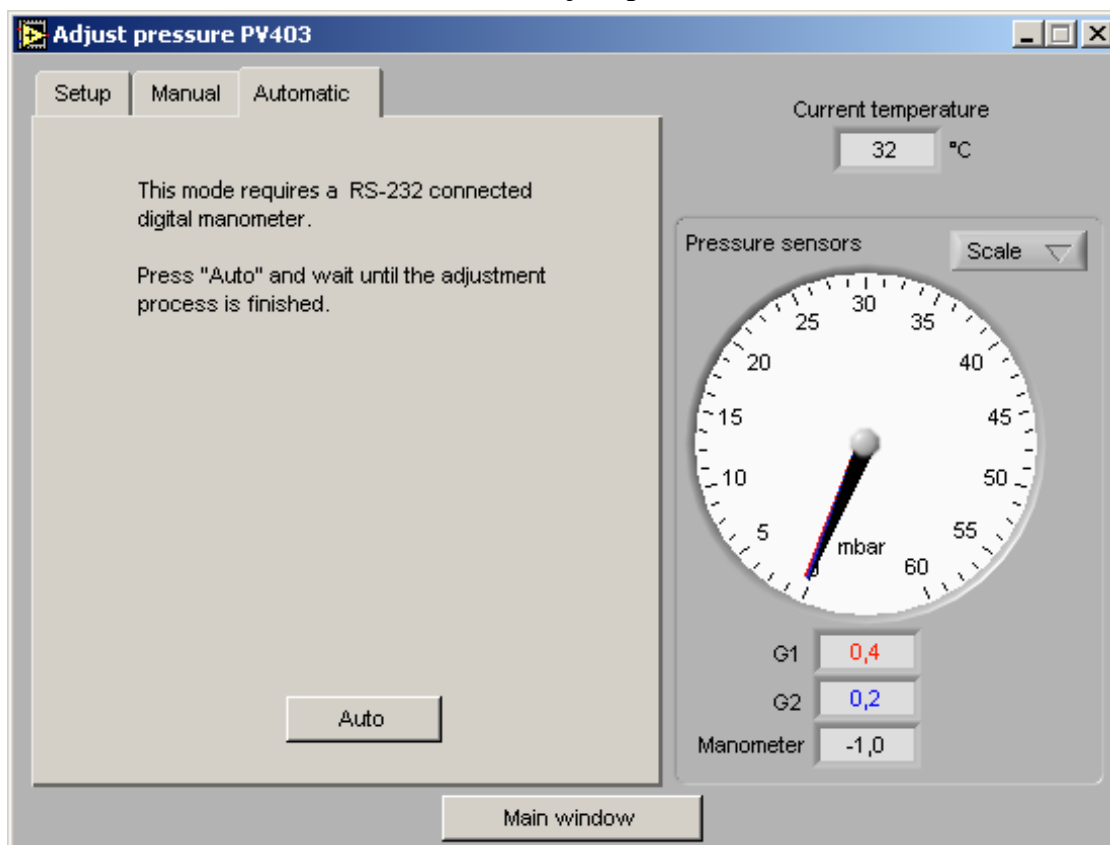 Adjust pressure PV403
Setup Manual Automatic
This mode requires a RS-232 connected
digital manometer.
Press "Auto" and wait until the adjustment
process is finished.
Auto
Current temperature
32 °C
Pressure sensors
Scale
30
25 35
20 40
15 45
10 50
5 55
mbar
0 60
G1 0,4
G2 0,2
Manometer -1,0
Main window